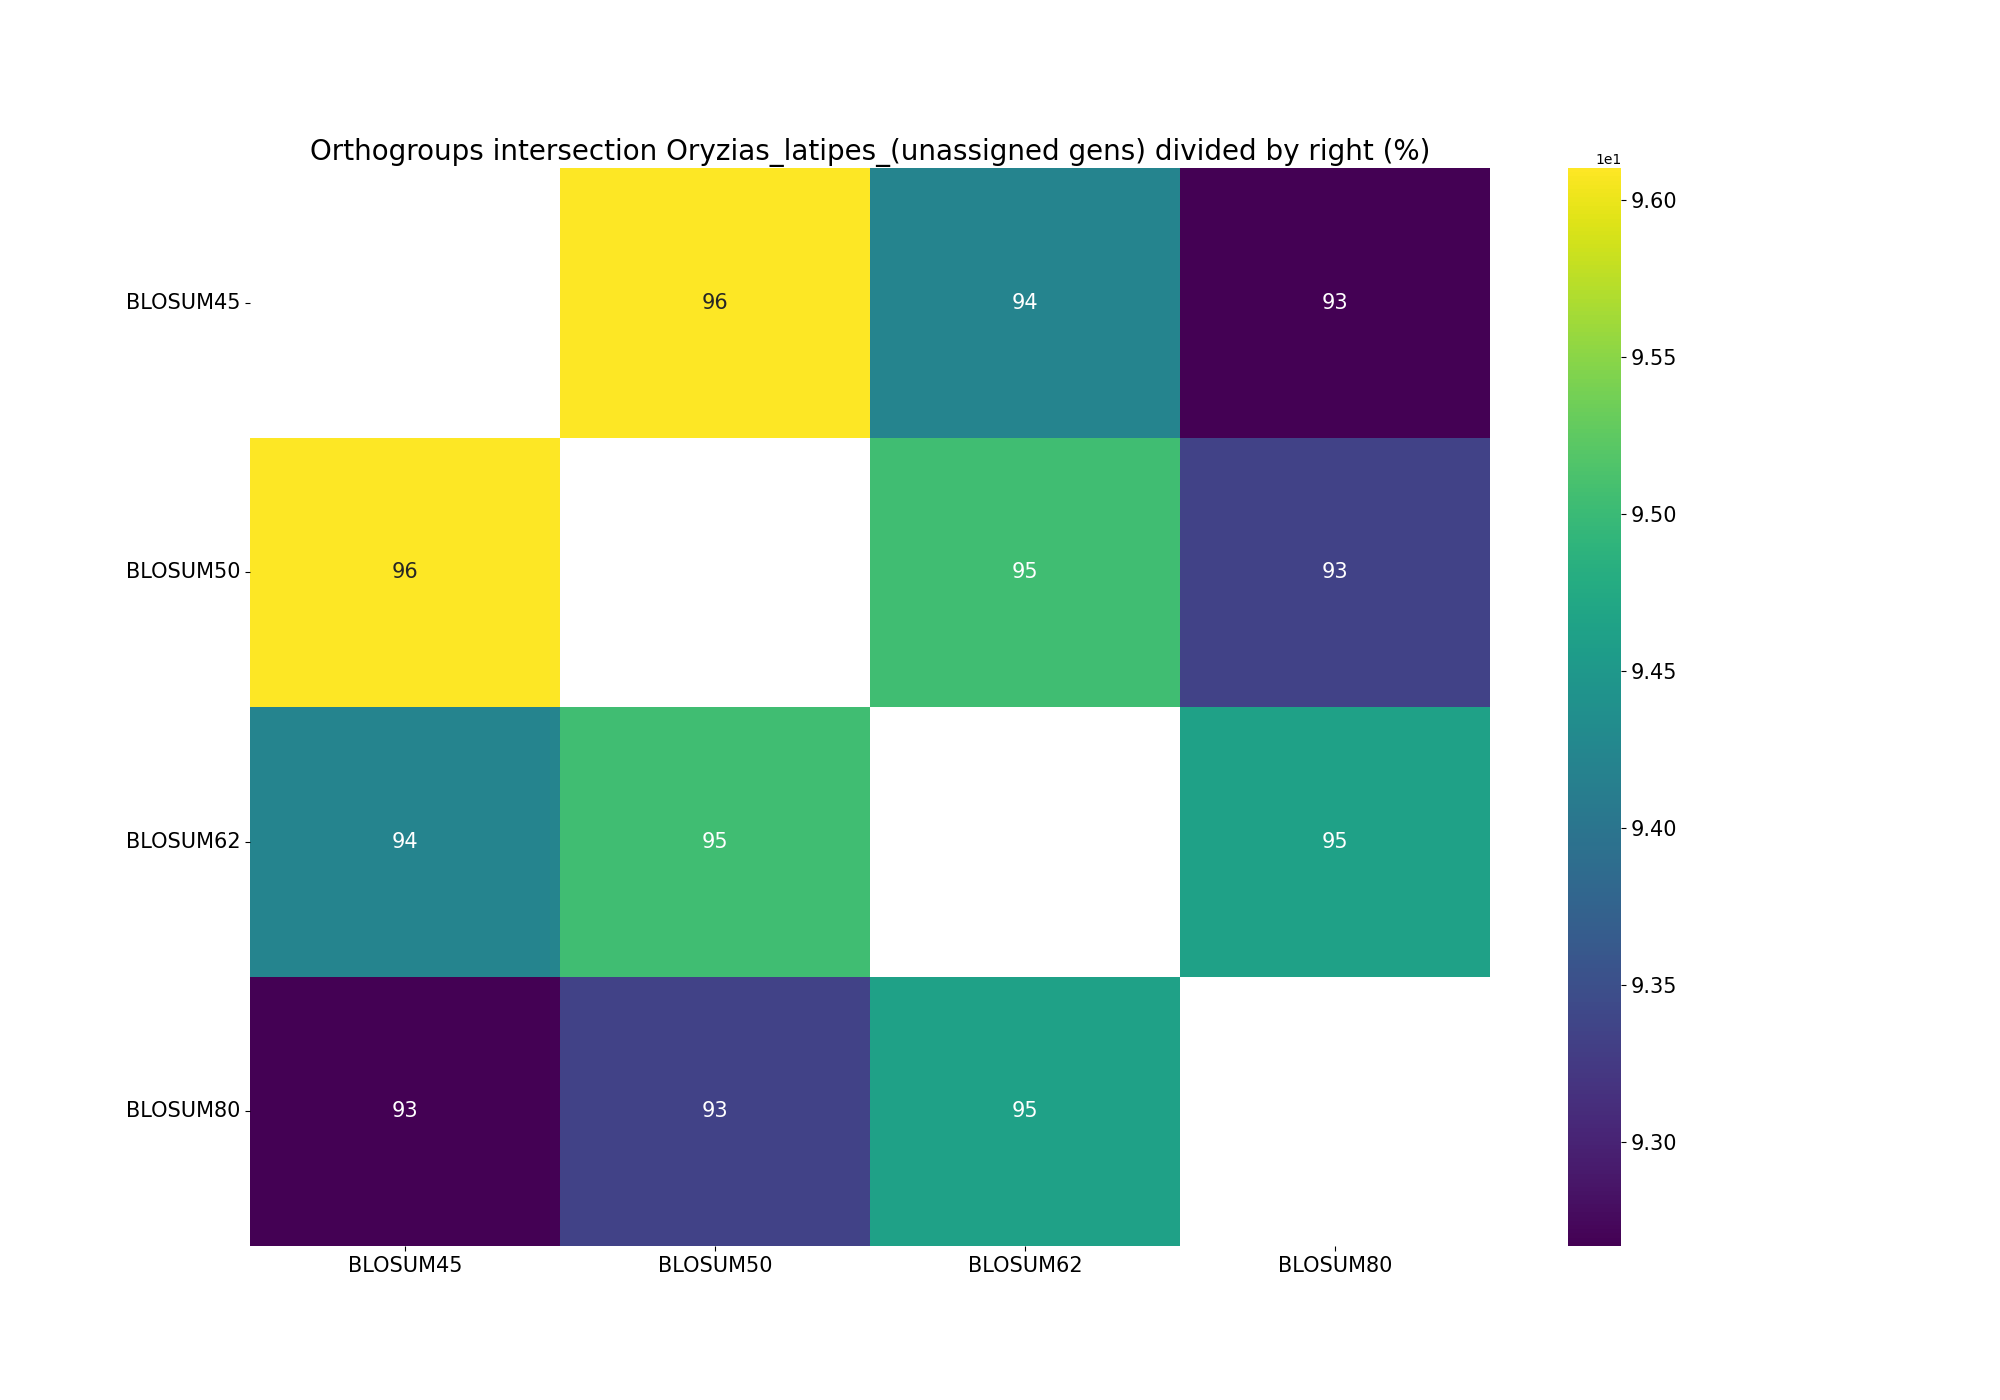 Orthogroups intersection Oryzias_latipes_(unassigned gens) divided by right (%)
1e1
9.60
BLOSUM45
96
94
93
9.55
9.50
BLOSUM50
96
95
93
9.45
9.40
BLOSUM62
94
95
95
9.35
9.30
BLOSUM80
93
93
95
BLOSUM45
BLOSUM50
BLOSUM62
BLOSUM80